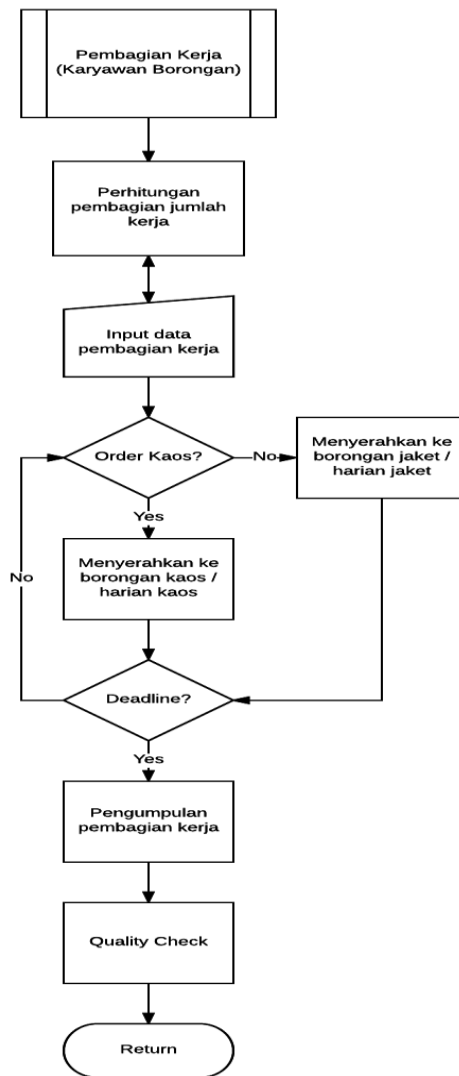 Pembagian Kerja
(Karyawan Borongan)
Perhitungan
pembagian jumlah
kerja
Input data
pembagian kerja
Order Kaos?
No
Menyerahkan ke
borongan jaket /
harian jaket
Yes
Menyerahkan ke
borongan kaos /
harian kaos
No
Deadline?
Yes
Pengumpulan
pembagian kerja
Quality Check
Return